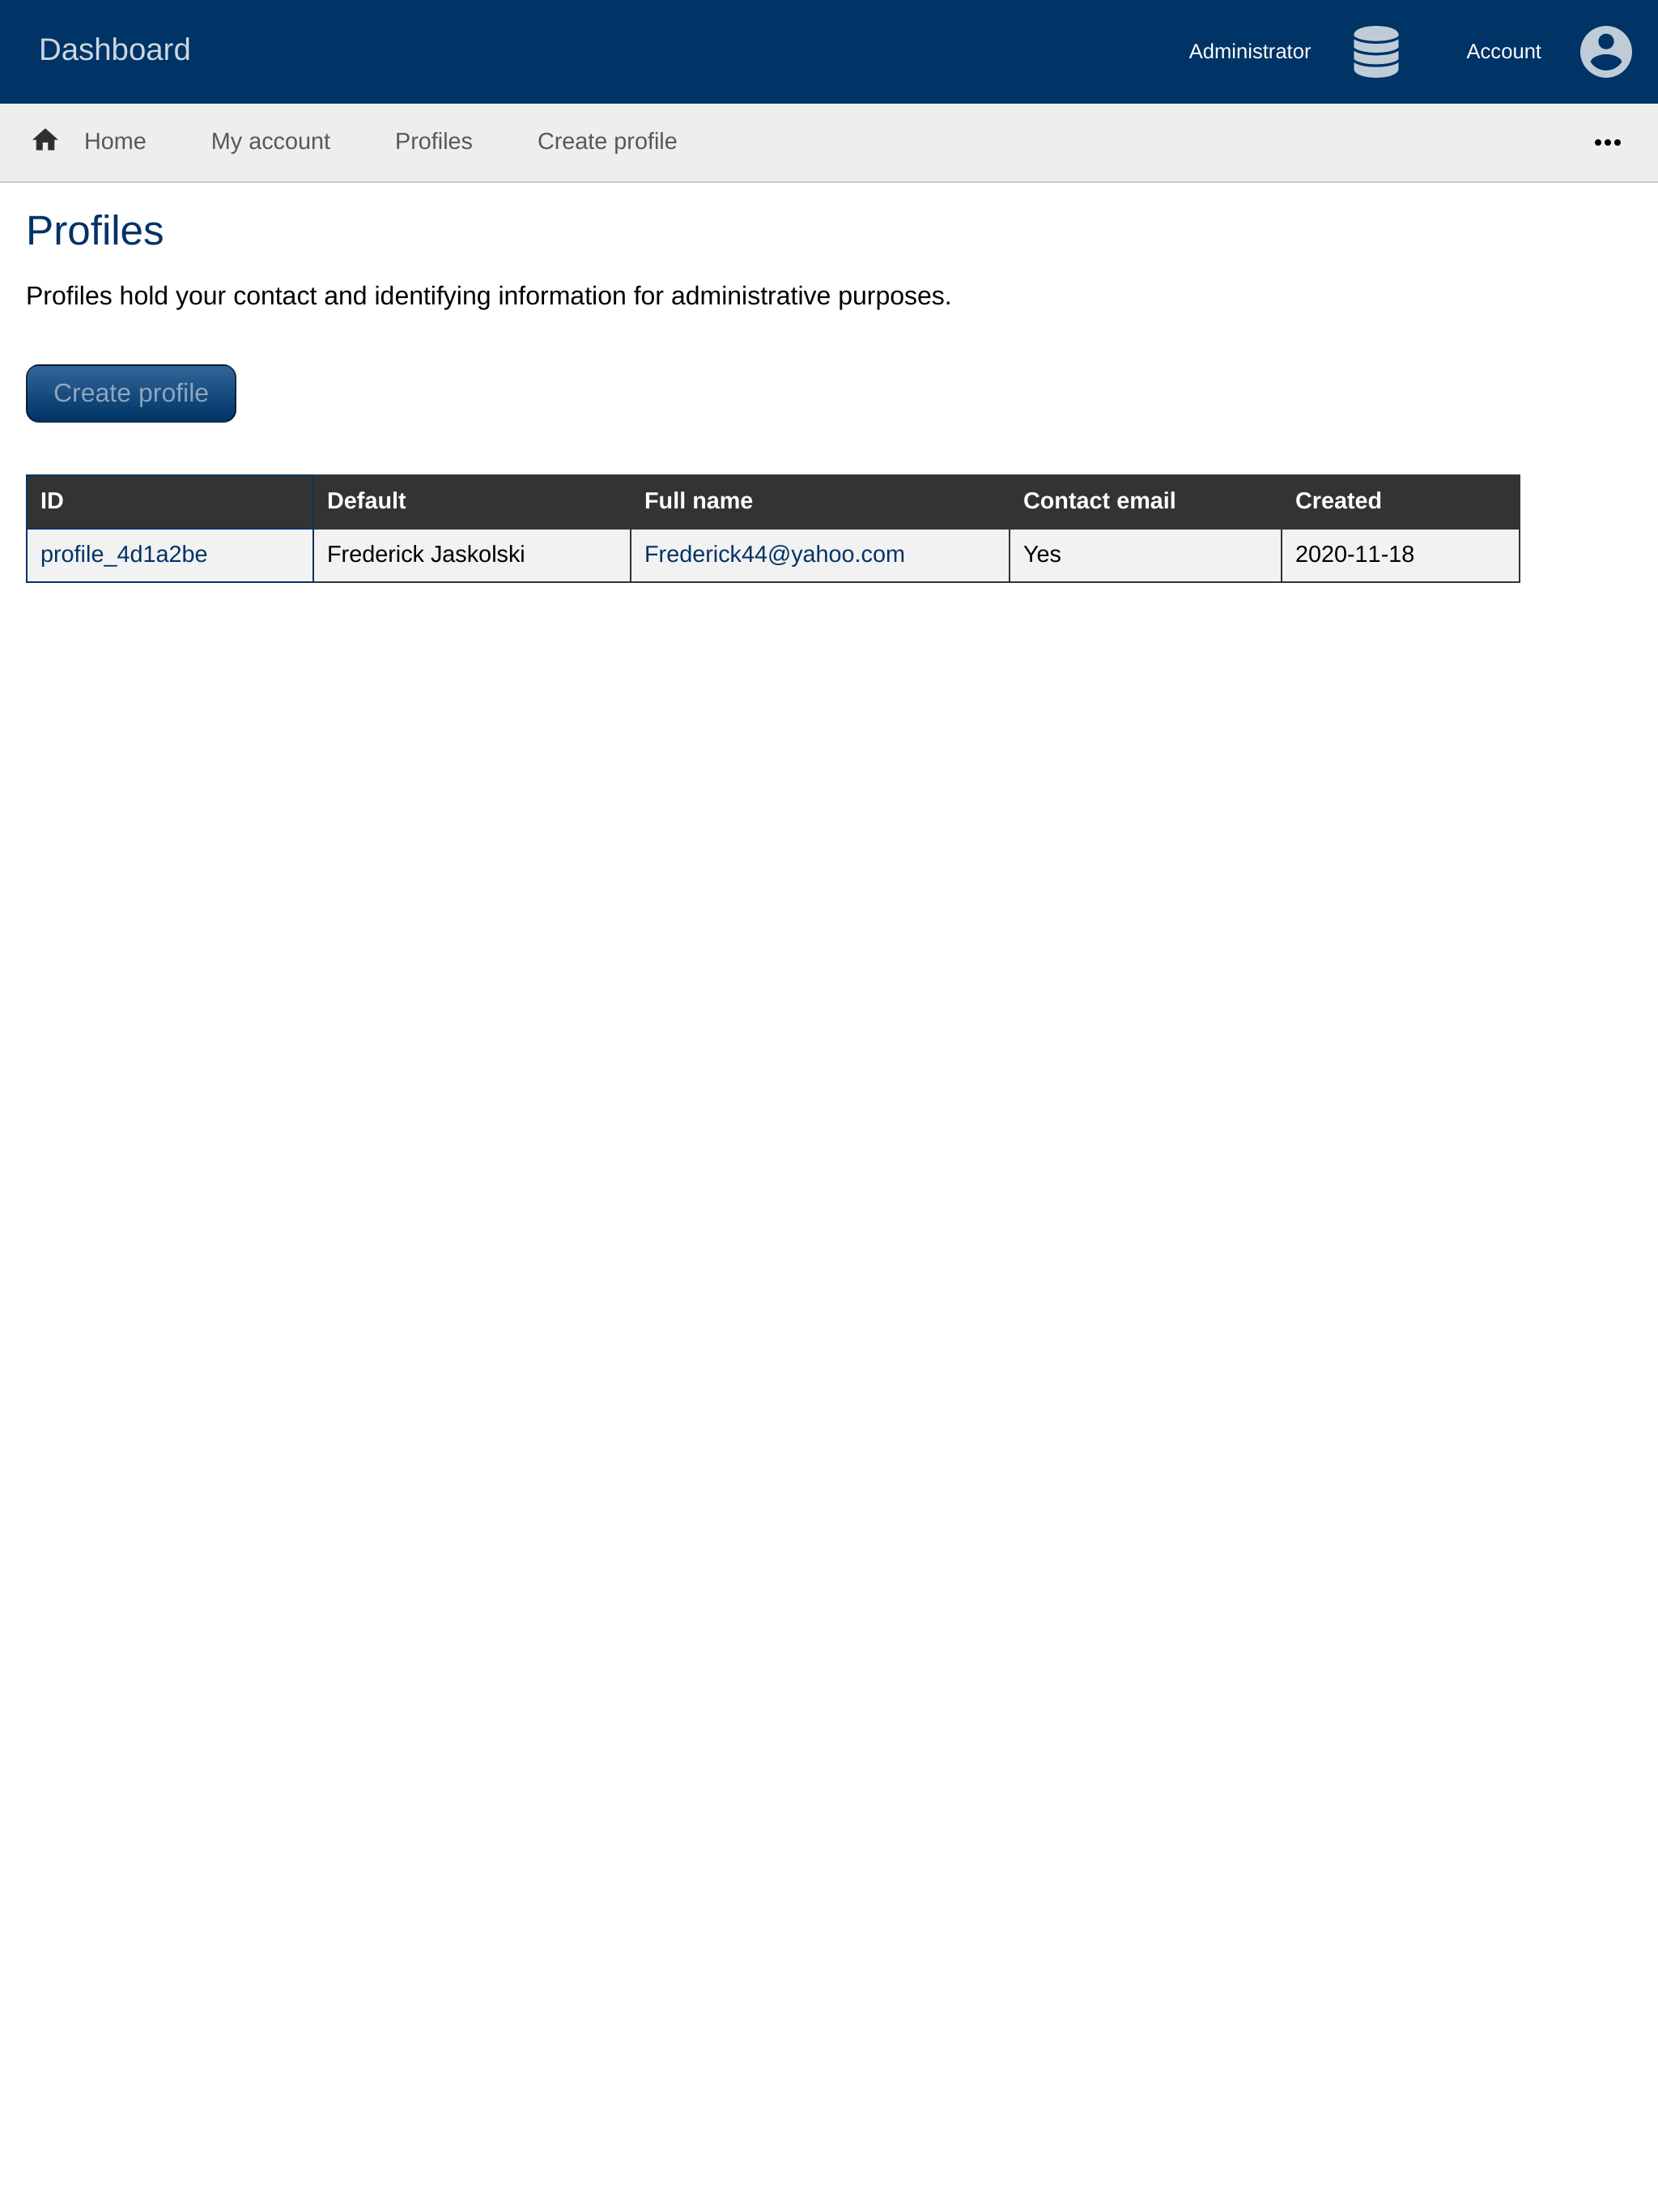 Dashboard Administrator Account
Home My account Profiles Create profile
Profiles
Profiles hold your contact and identifying information for administrative purposes.
Create profile
ID Default Full name Contact email Created
profile_4d1a2be Frederick Jaskolski Frederick44@yahoo.com Yes 2020-11-18